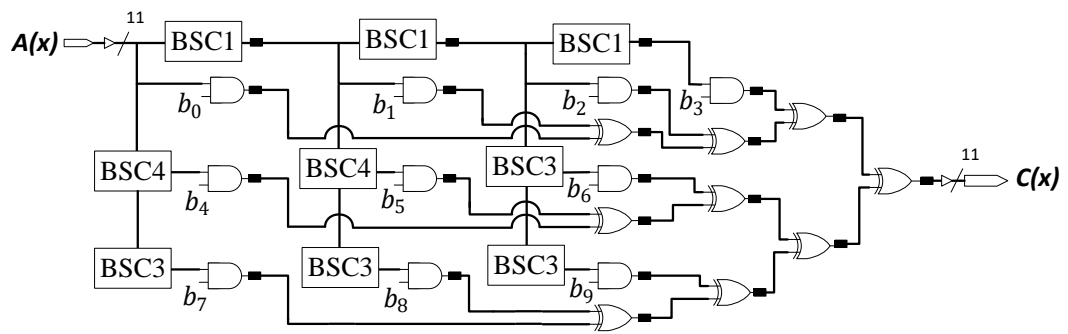 11
A(x)
BSC1
BSC1
BSC1
b₀
b₁
b₂
b₃
BSC4
BSC4
BSC3
b₄
b₅
b₆
11
C(x)
BSC3
BSC3
BSC3
b₇
b₈
b₉